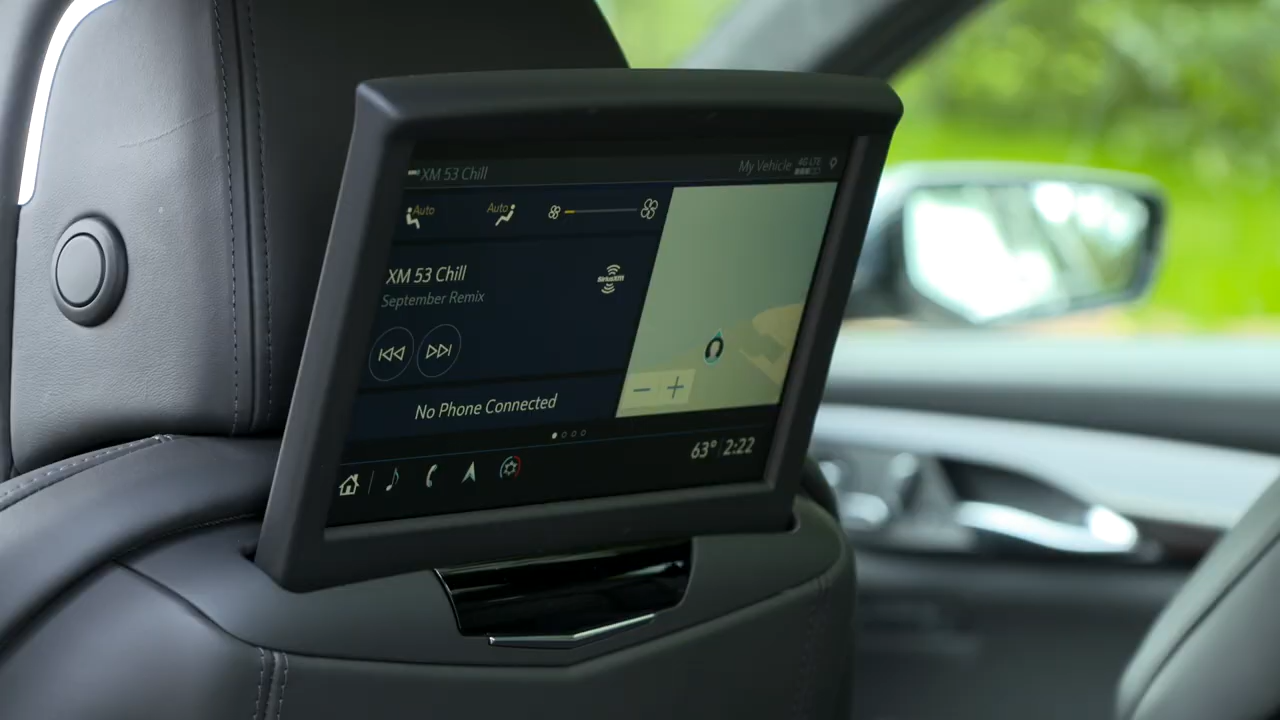 XM 53 Chill
My Vehicle 4G LTE
Auto
Auto
XM 53 Chill
September Remix
SiriusXM
No Phone Connected
63° 2:22